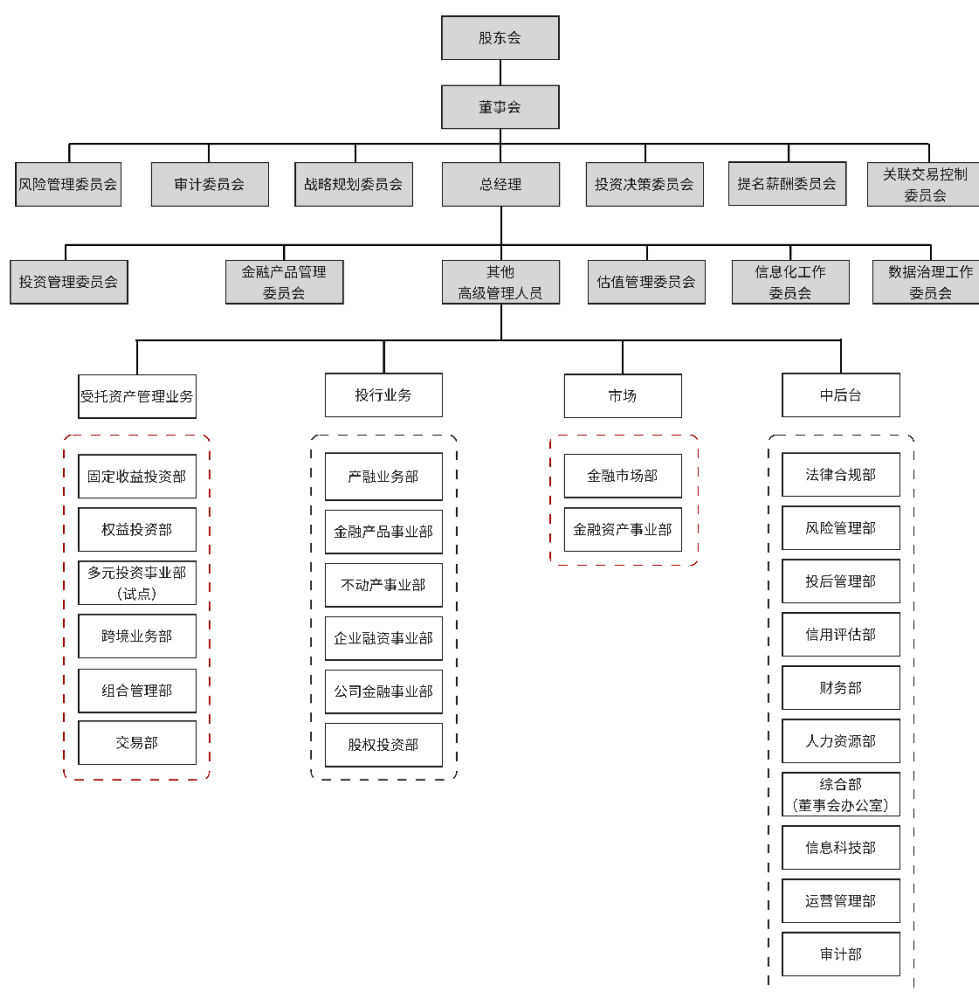 股东会
董事会
风险管理委员会
审计委员会
战略规划委员会
总经理
投资决策委员会
提名薪酬委员会
关联交易控制
委员会
投资管理委员会
金融产品管理
委员会
其他
高级管理人员
估值管理委员会
信息化工作
委员会
数据治理工作
委员会
受托资产管理业务
固定收益投资部
权益投资部
多元投资事业部
（试点）
跨境业务部
组合管理部
交易部
投行业务
产融业务部
金融产品事业部
不动产事业部
企业融资事业部
公司金融事业部
股权投资部
市场
金融市场部
金融资产事业部
中后台
法律合规部
风险管理部
投后管理部
信用评估部
财务部
人力资源部
综合部
（董事会办公室）
信息科技部
运营管理部
审计部